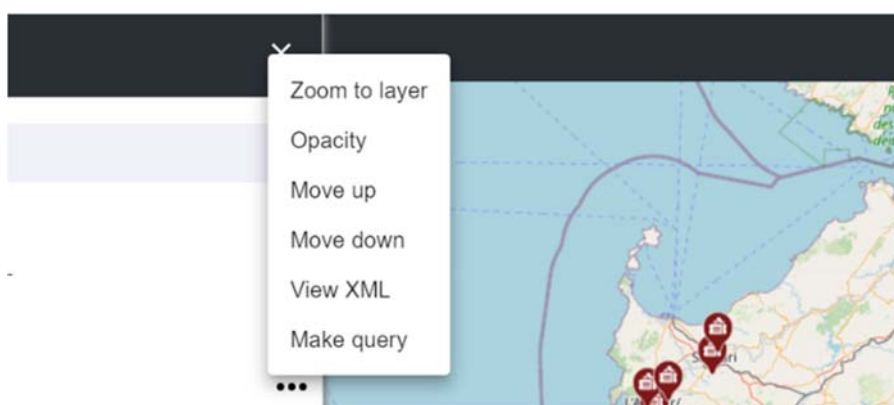 Zoom to layer
Opacity
Move up
Move down
View XML
Make query